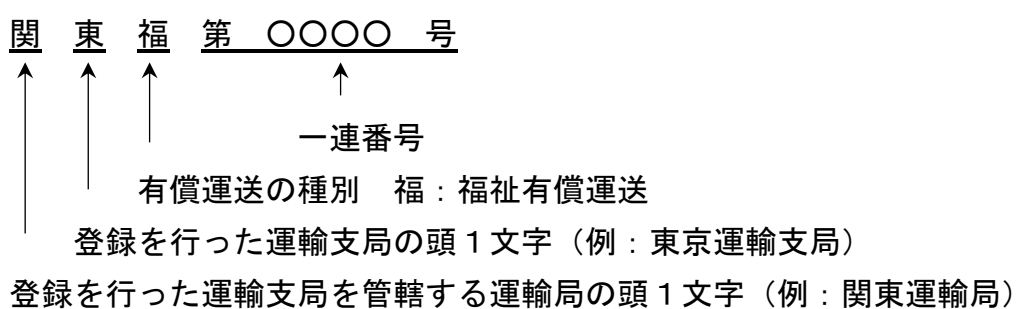 関 東 福 第 〇〇〇〇 号
一連番号
有償運送の種別 福：福祉有償運送
登録を行った運輸支局の頭１文字（例：東京運輸支局）
登録を行った運輸支局を管轄する運輸局の頭１文字（例：関東運輸局）